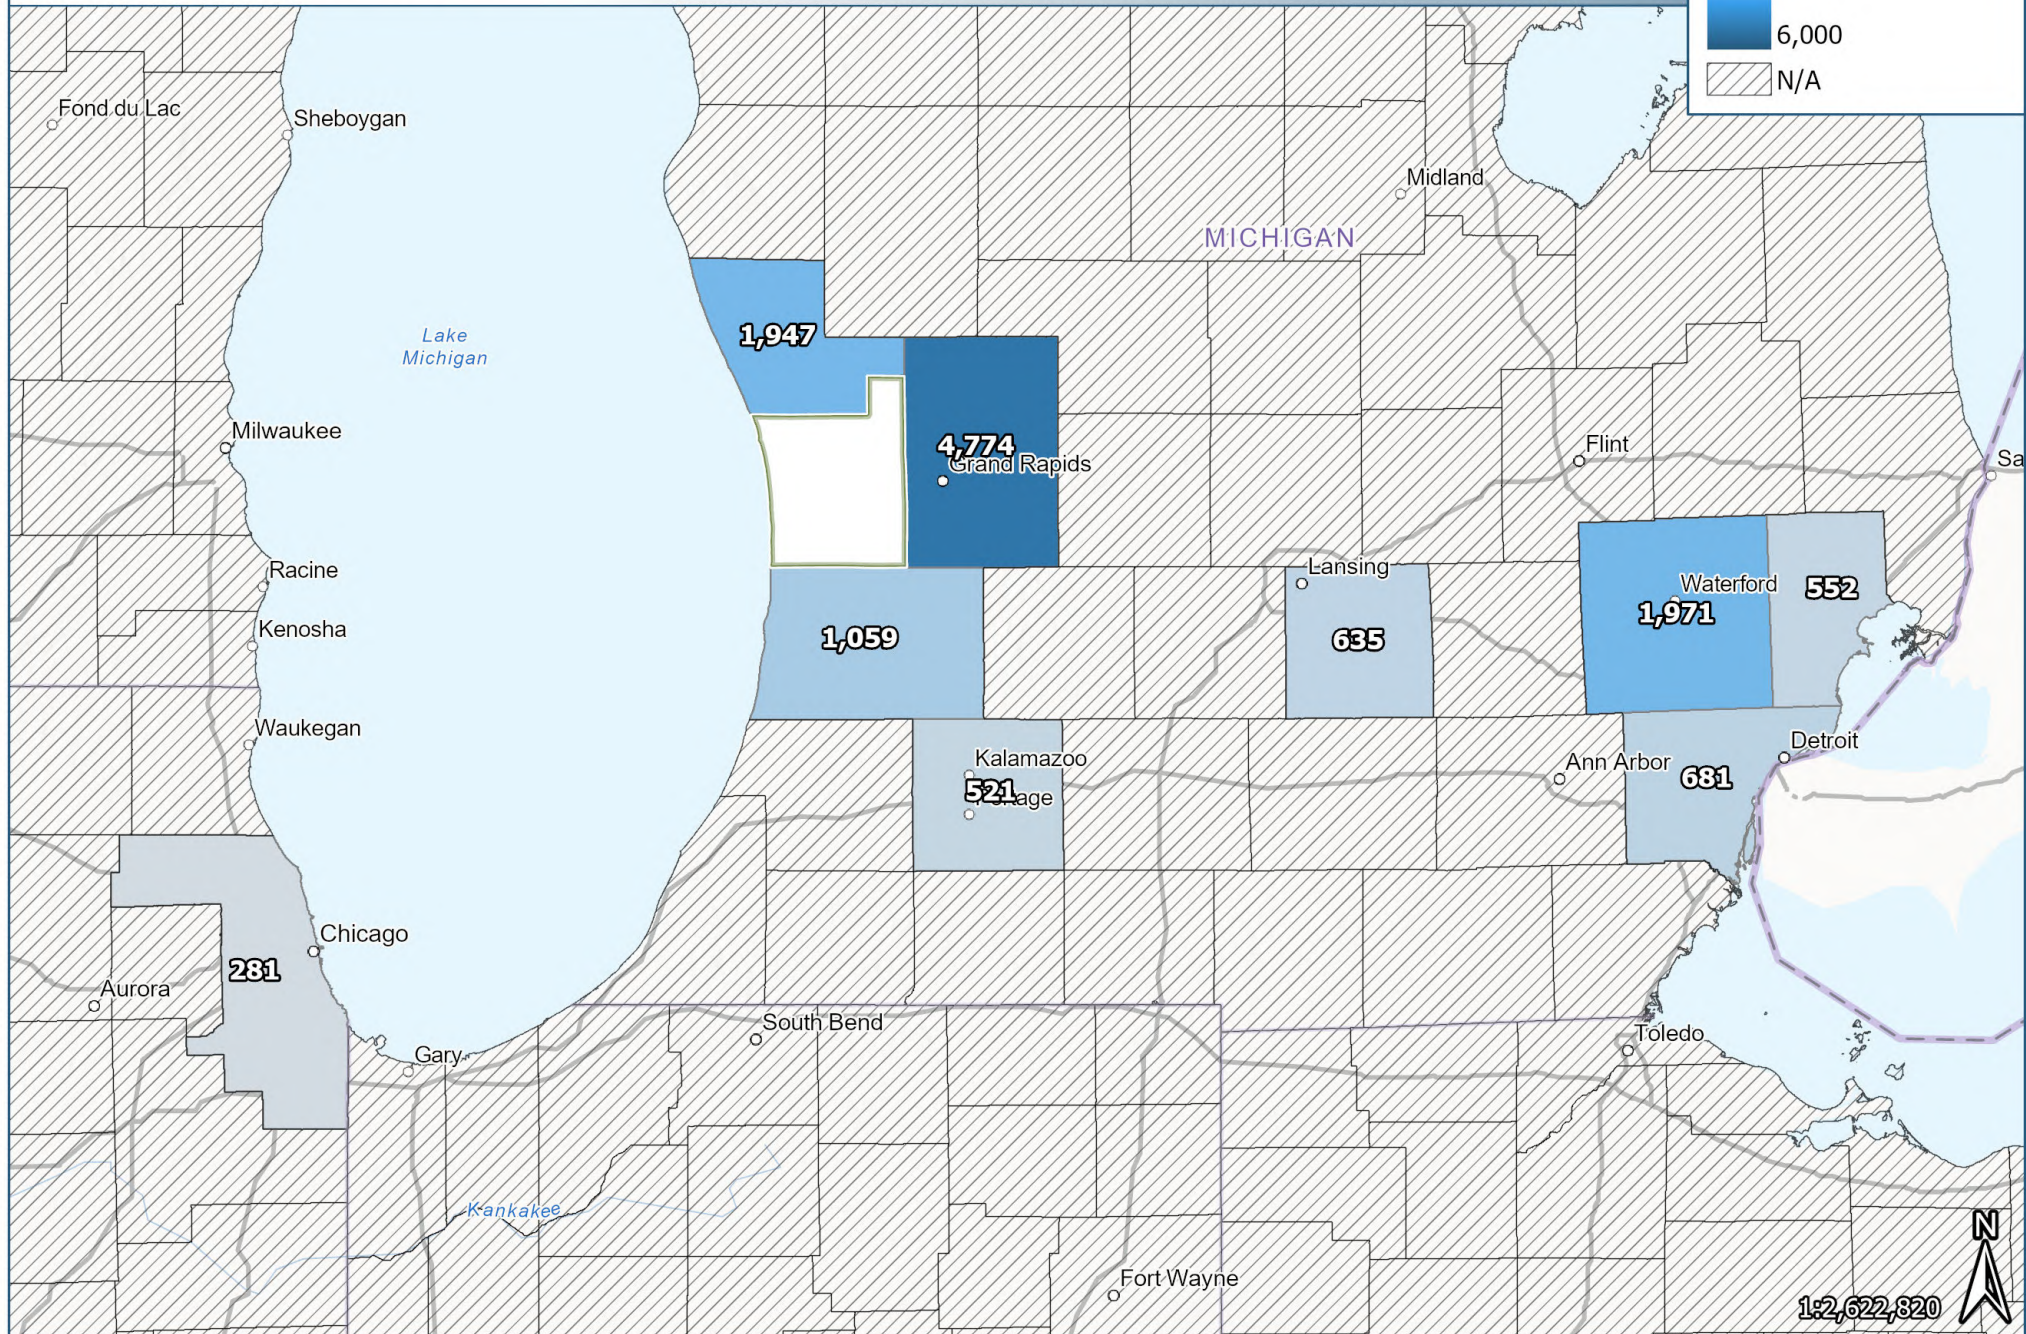 6,000
N/A
Fond du Lac
Sheboygan
Midland
MICHIGAN
Lake
Michigan
1,947
Milwaukee
4,774
Grand Rapids
Flint
Sa
Racine
Lansing
Waterford
552
1,971
Kenosha
1,059
635
Waukegan
Kalamazoo
521
Detroit
Ann Arbor
681
Chicago
281
Aurora
South Bend
Toledo
Gary
Kankakee
N
Fort Wayne
1:2,622,820